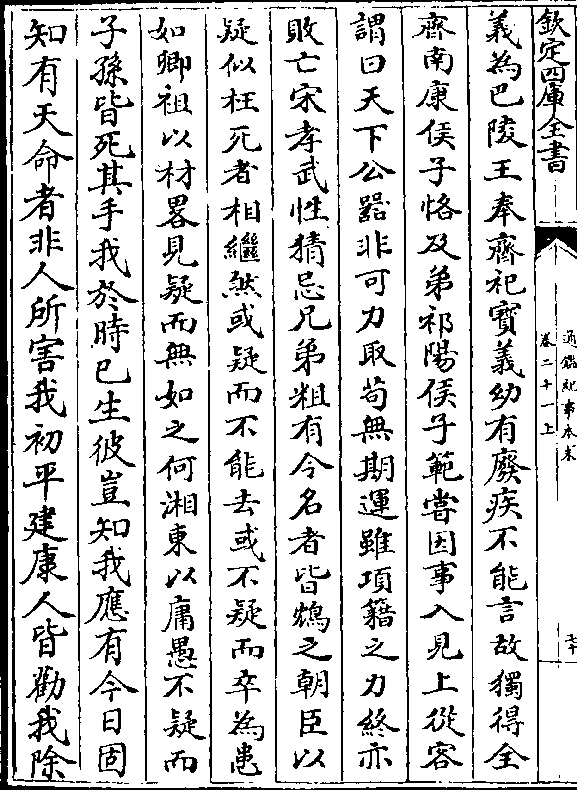 欽定四庫全書
通鑑紀事本末
卷二十一上
七十
義為巴陵王奉齊祀寶義幼有廢疾不能言故獨得全
齊南康侯子恪及弟祁陽侯子範嘗因事入見上從容
謂曰天下公器非可力取苟無期運雖項籍之力終亦
敗亡宋孝武性猜忌兄弟粗有令名者皆鴆之朝臣以
疑似枉死者相繼然或疑而不能去或不疑而卒為患
如卿祖以材畧見疑而無如之何湘東以庸愚不疑而
子孫皆死其手我於時已生彼豈知我應有今日固
知有天命者非人所害我初平建康人皆勸我除